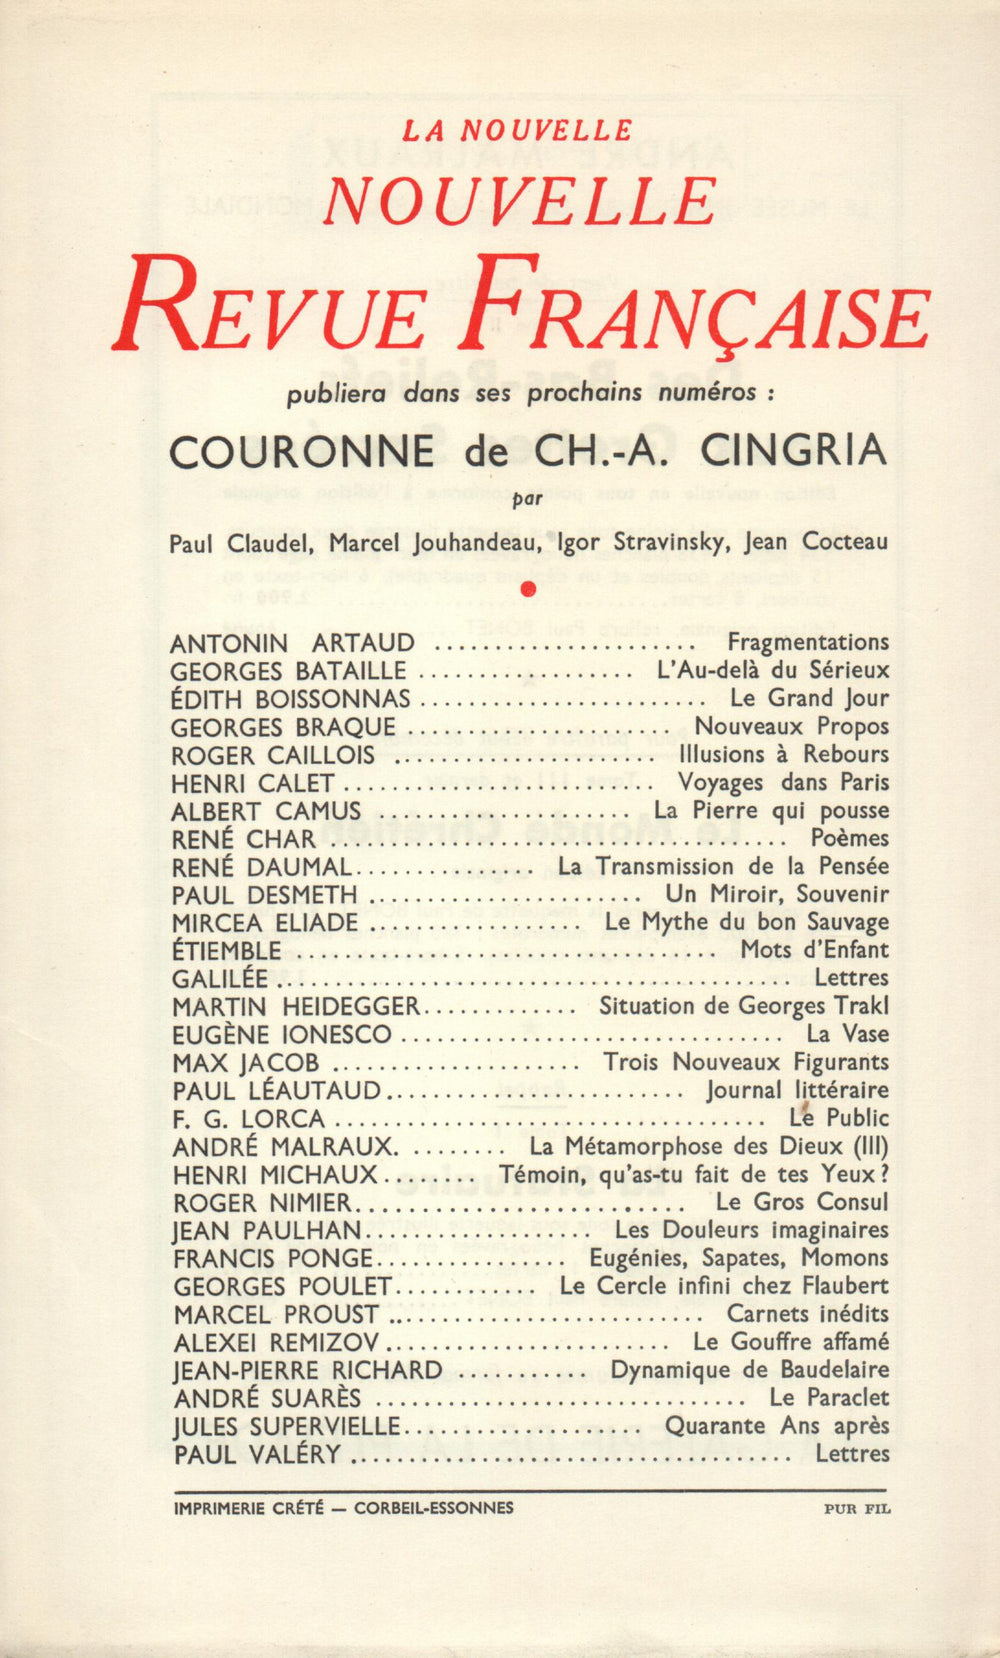 LA NOUVELLE
NOUVELLE
REVUE FRANÇAISE
publiera dans ses prochains numéros :
COURONNE de CH.-A. CINGRIA
par
Paul Claudel, Marcel Jouhandeau, Igor Stravinsky, Jean Cocteau
ANTONIN ARTAUD ...................... Fragmentations
GEORGES BATAILLE .................. L'Au-delà du Sérieux
ÉDITH BOISSONNAS ........................ Le Grand Jour
GEORGES BRAQUE ...................... Nouveaux Propos
ROGER CAILLOIS ...................... Illusions à Rebours
HENRI CALET .......................... Voyages dans Paris
ALBERT CAMUS ..................... La Pierre qui pousse
RENÉ CHAR ....................................... Poèmes
RENÉ DAUMAL............... La Transmission de la Pensée
PAUL DESMETH ......................... Un Miroir, Souvenir
MIRCEA ELIADE .................. Le Mythe du bon Sauvage
ÉTIEMBLE ................................... Mots d'Enfant
GALILÉE ........................................... Lettres
MARTIN HEIDEGGER............. Situation de Georges Trakl
EUGÈNE IONESCO ................................ La Vase
MAX JACOB ..................... Trois Nouveaux Figurants
PAUL LÉAUTAUD......................... Journal littéraire
F. G. LORCA .................................... Le Public
ANDRÉ MALRAUX. ........ La Métamorphose des Dieux (III)
HENRI MICHAUX........ Témoin, qu'as-tu fait de tes Yeux ?
ROGER NIMIER............................ Le Gros Consul
JEAN PAULHAN................... Les Douleurs imaginaires
FRANCIS PONGE................ Eugénies, Sapates, Momons
GEORGES POULET............ Le Cercle infini chez Flaubert
MARCEL PROUST ........................... Carnets inédits
ALEXEI REMIZOV........................ Le Gouffre affamé
JEAN-PIERRE RICHARD ........... Dynamique de Baudelaire
ANDRÉ SUARÈS ............................... Le Paraclet
JULES SUPERVIELLE.................... Quarante Ans après
PAUL VALÉRY ..................................... Lettres
IMPRIMERIE CRÉTÉ — CORBEIL-ESSONNES PUR FIL